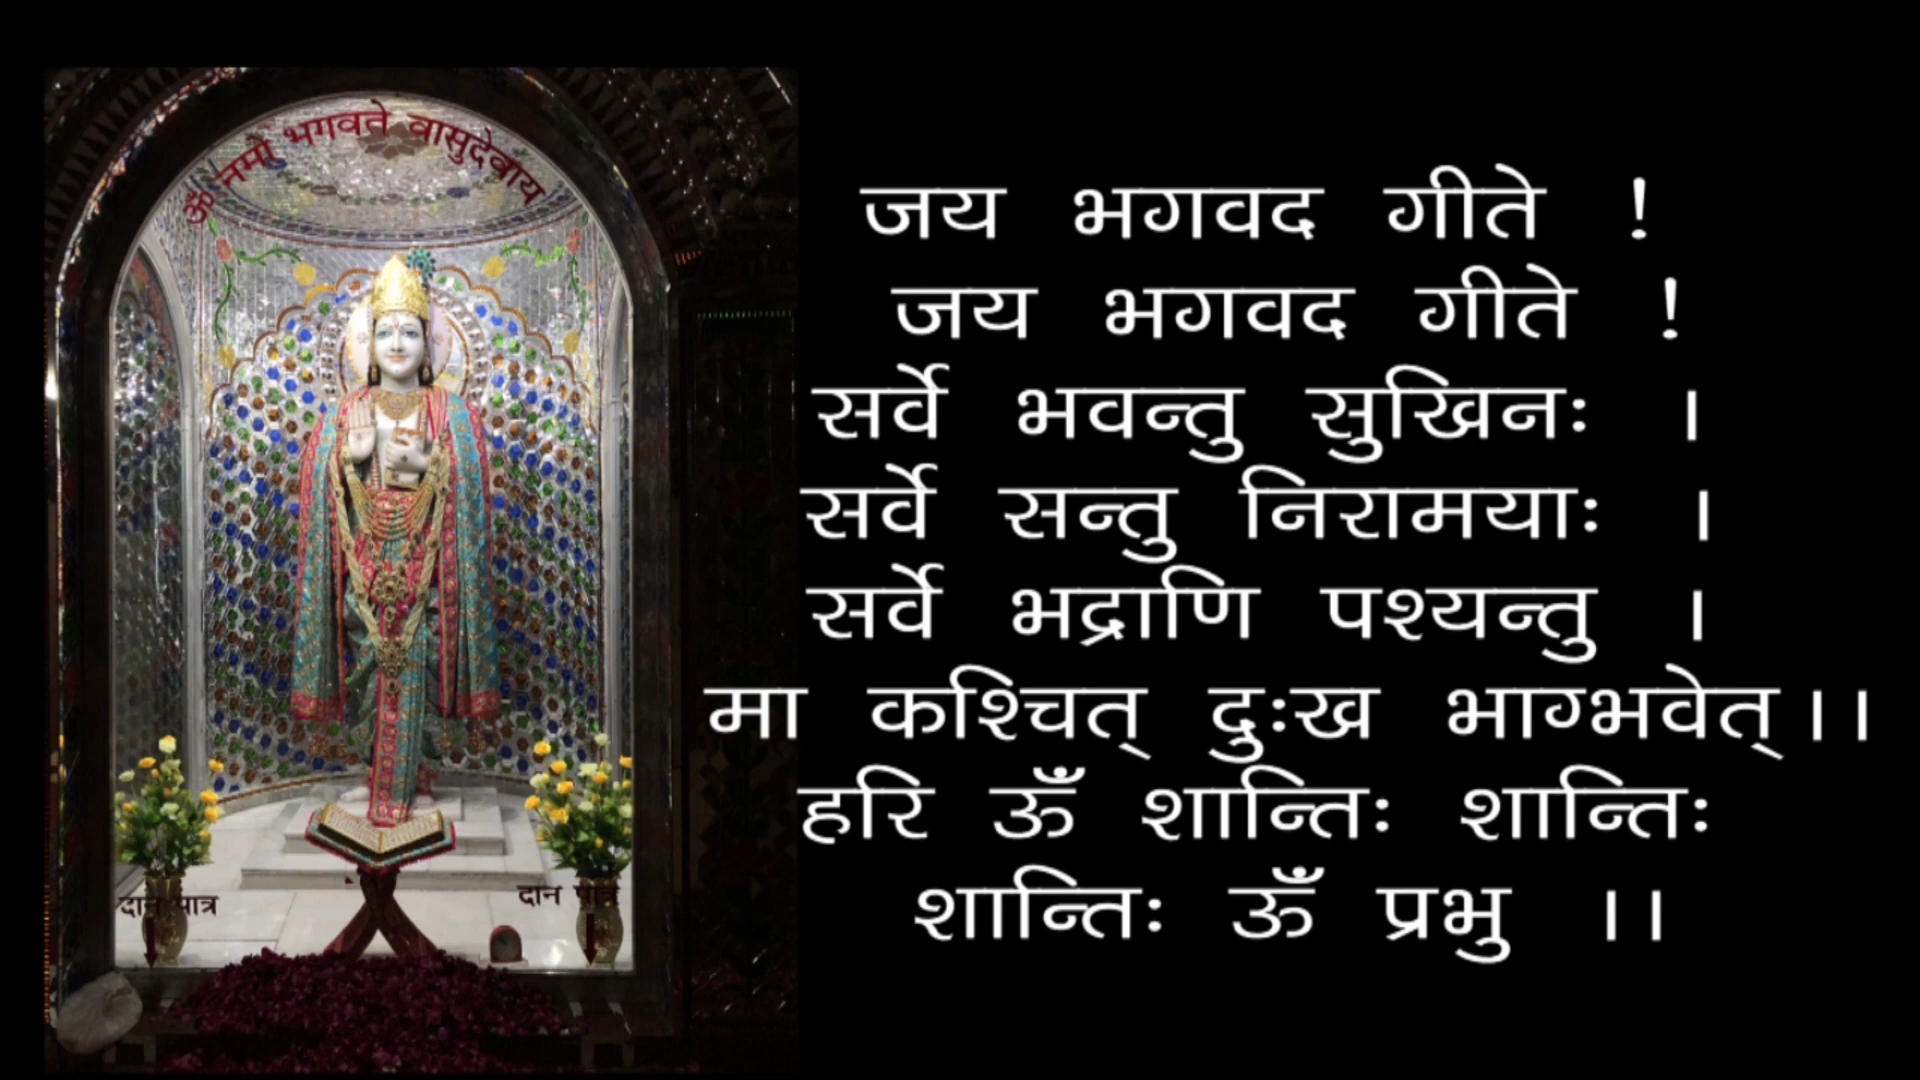 ॐ नमो भगवते वासुदेवाय
दान पात्र
दान पात्र
जय भगवद गीते !
जय भगवद गीते !
सर्वे भवन्तु सुखिनः ।
सर्वे सन्तु निरामयाः ।
सर्वे भद्राणि पश्यन्तु ।
मा कश्चित् दुःख भाग्भवेत्।।
हरि ऊँ शान्तिः शान्तिः
शान्तिः ऊँ प्रभु ।।